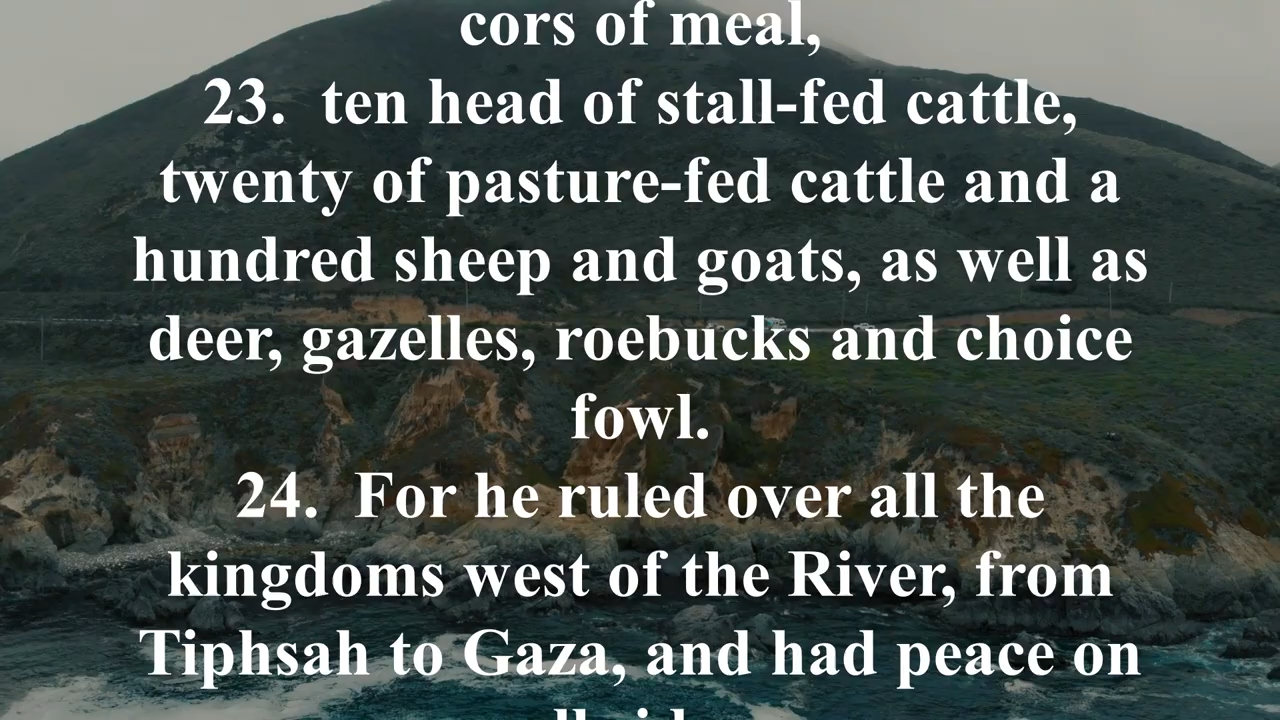 cors of meal,
23. ten head of stall-fed cattle,
twenty of pasture-fed cattle and a
hundred sheep and goats, as well as
deer, gazelles, roebucks and choice
fowl.
24. For he ruled over all the
kingdoms west of the River, from
Tiphsah to Gaza, and had peace on